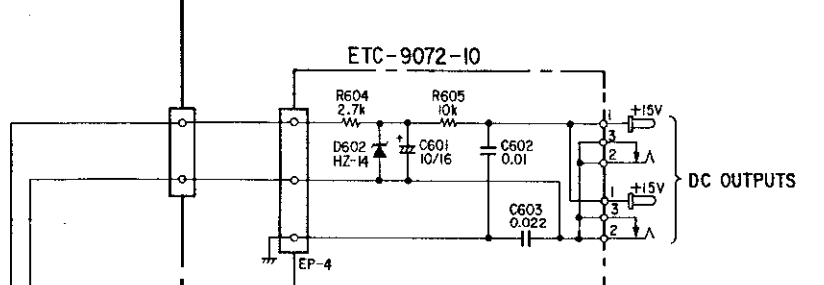 ETC-9072-10
R604
2.7k
R605
10k
D602
HZ-14
+
C601
10/16
C602
0.01
C603
0.022
1
+15V
3
2
1
+15V
3
2
DC OUTPUTS
EP-4